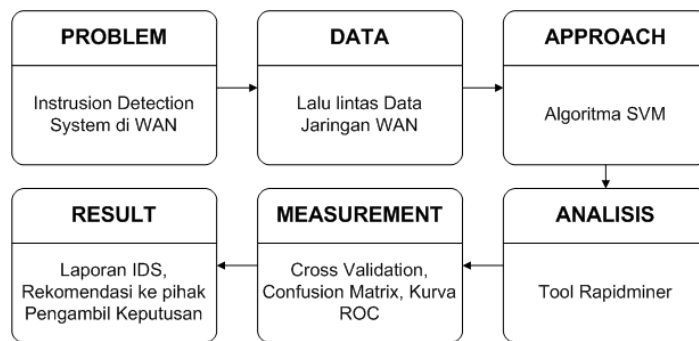 PROBLEM
Instrusion Detection
System di WAN
DATA
Lalu lintas Data
Jaringan WAN
APPROACH
Algoritma SVM
RESULT
Laporan IDS,
Rekomendasi ke pihak
Pengambil Keputusan
MEASUREMENT
Cross Validation,
Confusion Matrix, Kurva
ROC
ANALISIS
Tool Rapidminer